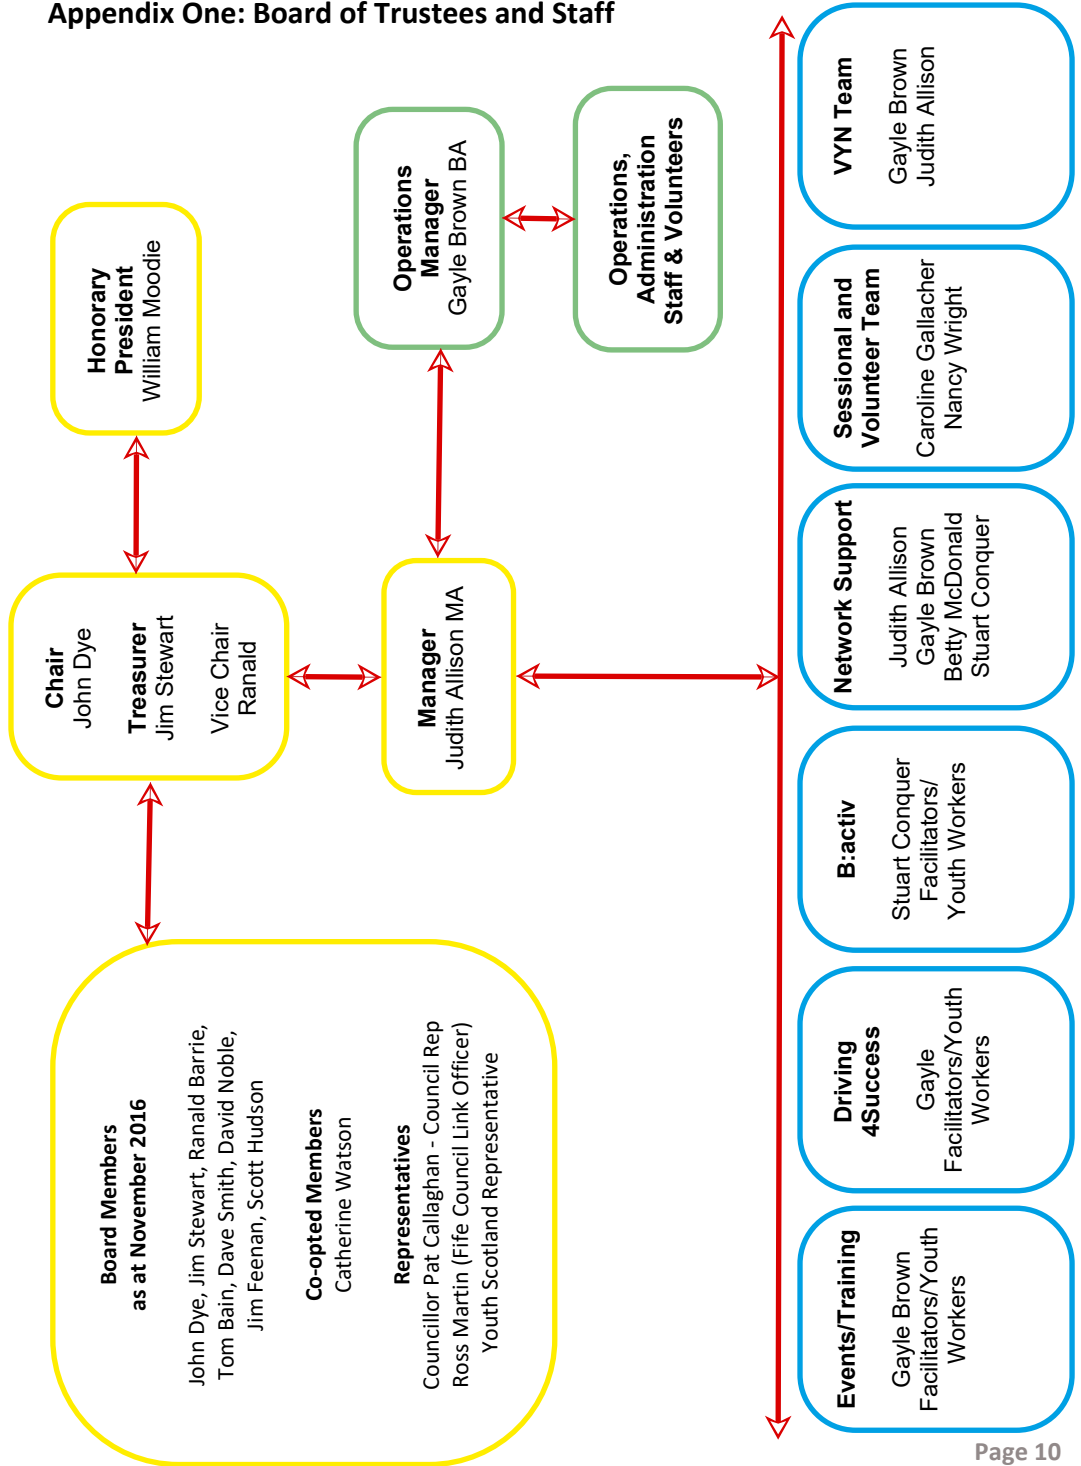 Appendix One: Board of Trustees and Staff
Board Members
as at November 2016
John Dye, Jim Stewart, Ranald Barrie,
Tom Bain, Dave Smith, David Noble,
Jim Feenan, Scott Hudson
Co-opted Members
Catherine Watson
Representatives
Councillor Pat Callaghan - Council Rep
Ross Martin (Fife Council Link Officer)
Youth Scotland Representative
Chair
John Dye
Treasurer
Jim Stewart
Vice Chair
Ranald
Honorary
President
William Moodie
Manager
Judith Allison MA
Operations
Manager
Gayle Brown BA
Operations,
Administration
Staff & Volunteers
Events/Training
Gayle Brown
Facilitators/Youth
Workers
Driving
4Success
Gayle
Facilitators/Youth
Workers
B:activ
Stuart Conquer
Facilitators/
Youth Workers
Network Support
Judith Allison
Gayle Brown
Betty McDonald
Stuart Conquer
Sessional and
Volunteer Team
Caroline Gallacher
Nancy Wright
VYN Team
Gayle Brown
Judith Allison
Page 10